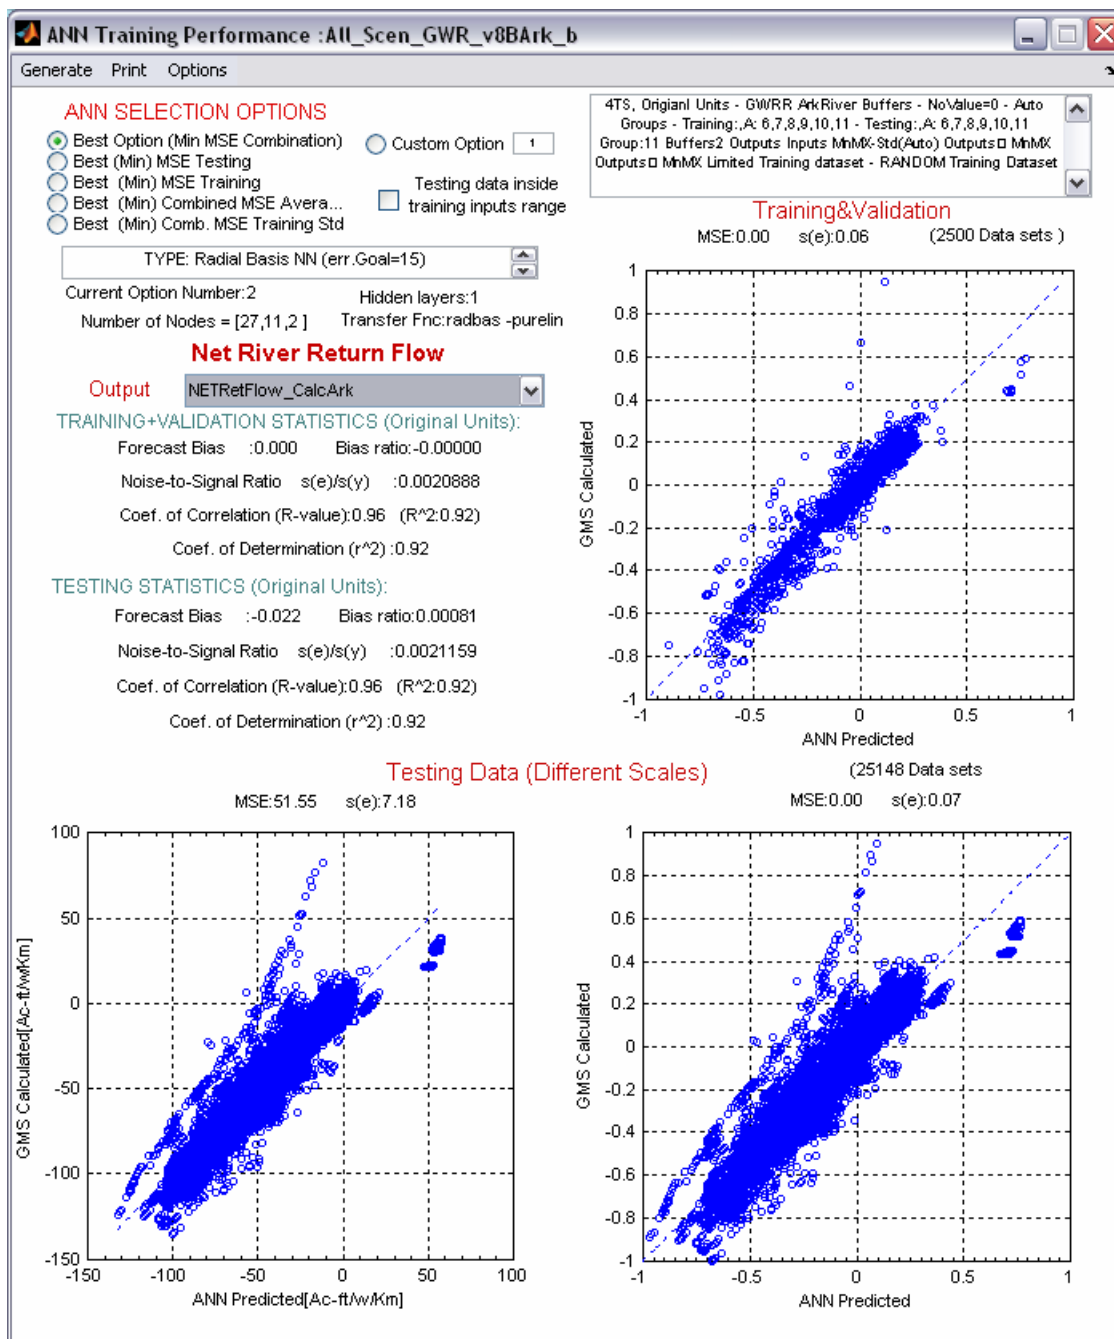 ANN Training Performance :All_Scen_GWR_v8BArk_b
Generate Print Options
ANN SELECTION OPTIONS
Best Option (Min MSE Combination)
Best (Min) MSE Testing
Best (Min) MSE Training
Best (Min) Combined MSE Avera...
Best (Min) Comb. MSE Training Std
Custom Option 1
Testing data inside
training inputs range
4TS, Origianl Units - GWRR ArkRiver Buffers - NoValue=0 - Auto
Groups - Training:,A: 6,7,8,9,10,11 - Testing:,A: 6,7,8,9,10,11
Group:11 Buffers2 Outputs Inputs MnMX-Std(Auto) Outputs▯ MnMX
Outputs▯ MnMX Limited Training dataset - RANDOM Training Dataset
TYPE: Radial Basis NN (err.Goal=15)
Current Option Number:2
Hidden layers:1
Number of Nodes = [27,11,2 ]
Transfer Fnc:radbas -purelin
Net River Return Flow
Output NETRetFlow_CalcArk
TRAINING+VALIDATION STATISTICS (Original Units):
Forecast Bias :0.000 Bias ratio:-0.00000
Noise-to-Signal Ratio s(e)/s(y) :0.0020888
Coef. of Correlation (R-value):0.96 (R^2:0.92)
Coef. of Determination (r^2) :0.92
TESTING STATISTICS (Original Units):
Forecast Bias :-0.022 Bias ratio:0.00081
Noise-to-Signal Ratio s(e)/s(y) :0.0021159
Coef. of Correlation (R-value):0.96 (R^2:0.92)
Coef. of Determination (r^2) :0.92
Training&Validation
MSE:0.00 s(e):0.06 (2500 Data sets )
1
0.8
0.6
0.4
0.2
0
-0.2
-0.4
-0.6
-0.8
-1
GMS Calculated
-1 -0.5 0 0.5 1
ANN Predicted
Testing Data (Different Scales)
(25148 Data sets
MSE:51.55 s(e):7.18
100
50
0
-50
-100
-150
GMS Calculated[Ac-ft/w/Km]
-150 -100 -50 0 50 100
ANN Predicted[Ac-ft/w/Km]
MSE:0.00 s(e):0.07
1
0.8
0.6
0.4
0.2
0
-0.2
-0.4
-0.6
-0.8
-1
GMS Calculated
-1 -0.5 0 0.5 1
ANN Predicted